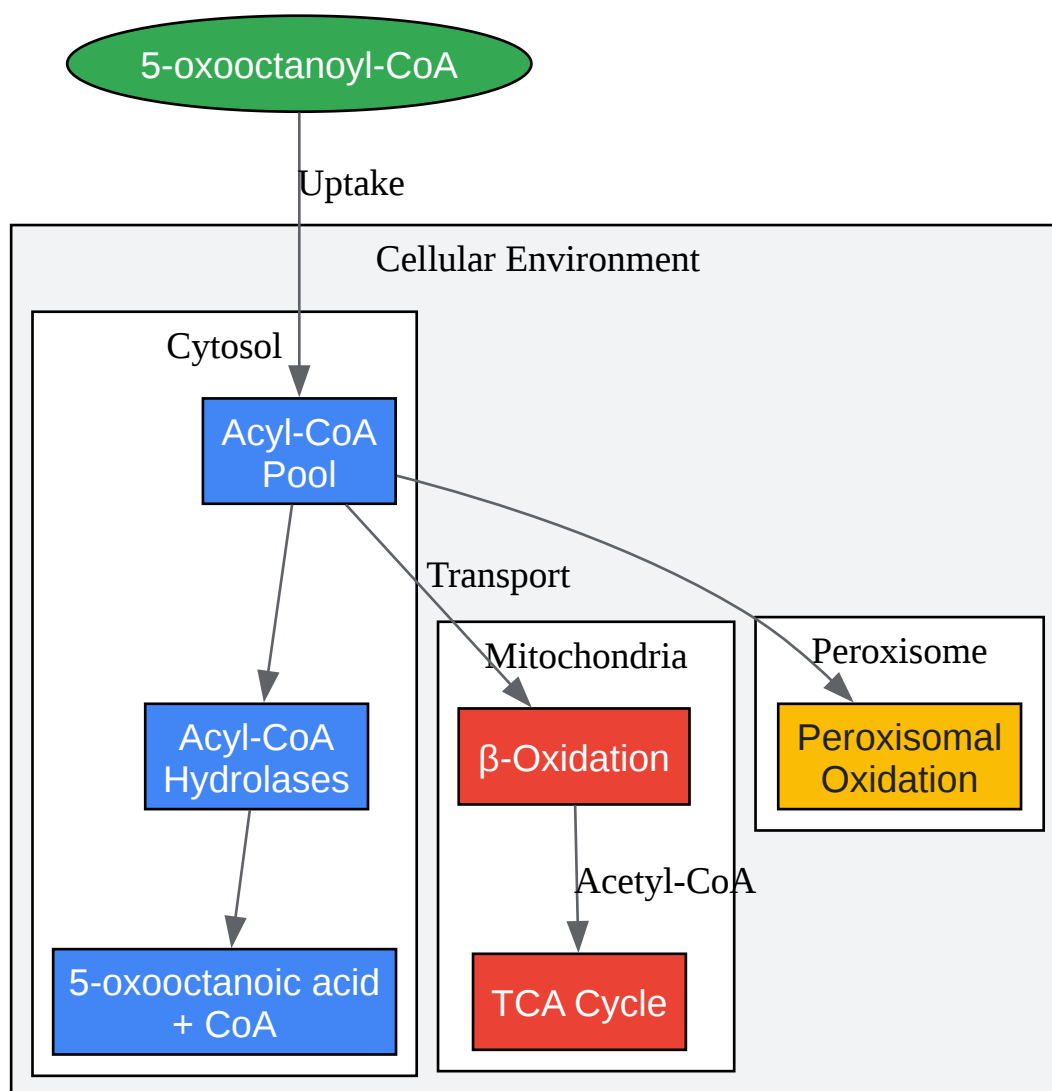 5-oxooctanoyl-CoA
Uptake
Cellular Environment
Cytosol
Acyl-CoA
Pool
Transport
Mitochondria
Peroxisome
Acyl-CoA
Hydrolases
β-Oxidation
Peroxisomal
Oxidation
Acetyl-CoA
5-oxooctanoic acid
+ CoA
TCA Cycle